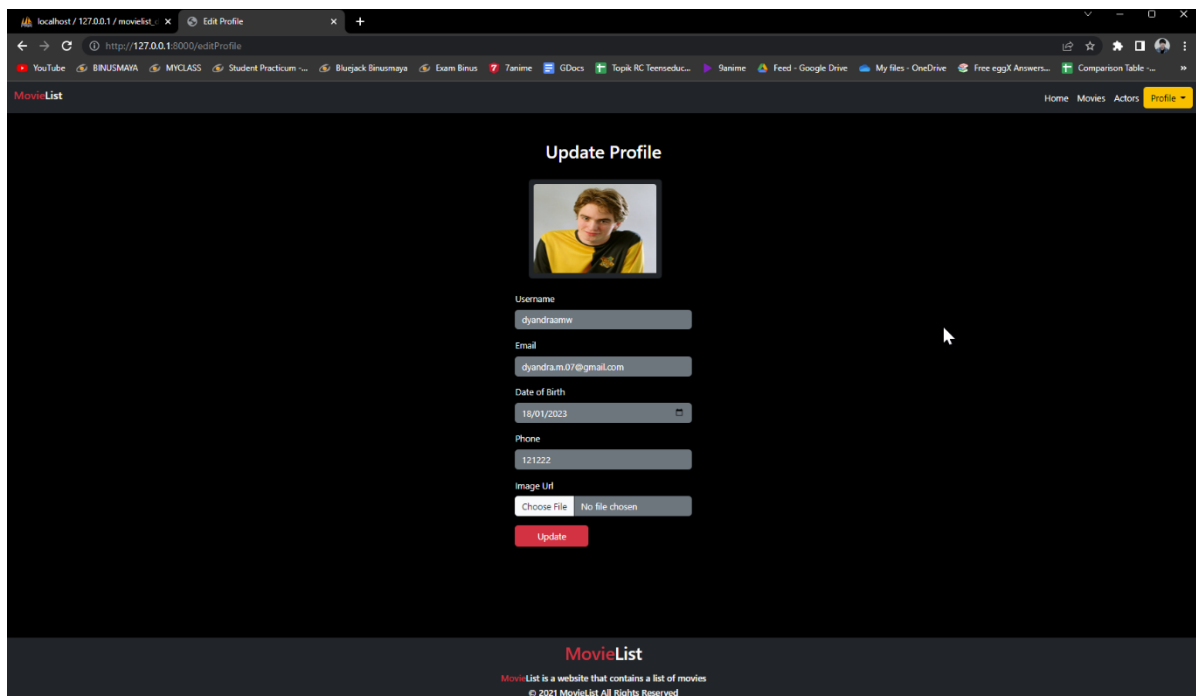 localhost / 127.0.0.1 / movielist_c
Edit Profile
http://127.0.0.1:8000/editProfile
YouTube BINUSMAYA MYCLASS Student Practicum -... Bluejack Binusmaya Exam Binus 7anime GDocs Topik RC Teenseduc... 9anime Feed - Google Drive My files - OneDrive Free eggX Answers... Comparison Table -... »
MovieList
Home Movies Actors Profile
Update Profile
Username
dyandraamw
Email
dyandra.m.07@gmail.com
Date of Birth
18/01/2023
Phone
121222
Image Url
Choose File No file chosen
Update
MovieList
MovieList is a website that contains a list of movies
© 2021 MovieList All Rights Reserved